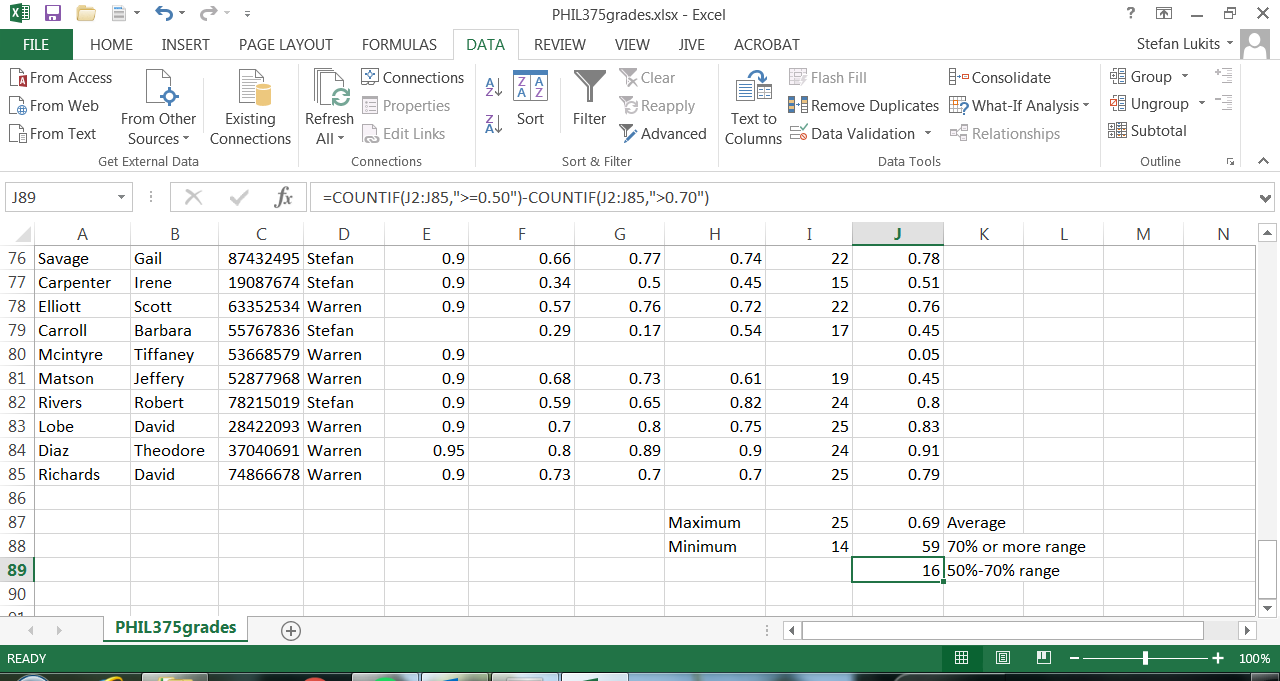 PHIL375grades.xlsx - Excel
?
FILE HOME INSERT PAGE LAYOUT FORMULAS DATA REVIEW VIEW JIVE ACROBAT Stefan Lukits
From Access
From Web
From Text
From Other Sources
Existing Connections
Get External Data
Refresh All
Connections
Properties
Edit Links
Connections
Sort
Filter
Clear
Reapply
Advanced
Sort & Filter
Text to Columns
Flash Fill
Remove Duplicates
Data Validation
Consolidate
What-If Analysis
Relationships
Data Tools
Group
Ungroup
Subtotal
Outline
J89 fx =COUNTIF(J2:J85,">=0.50")-COUNTIF(J2:J85,">0.70")
A B C D E F G H I J K L M N
76 Savage Gail 87432495 Stefan 0.9 0.66 0.77 0.74 22 0.78
77 Carpenter Irene 19087674 Stefan 0.9 0.34 0.5 0.45 15 0.51
78 Elliott Scott 63352534 Warren 0.9 0.57 0.76 0.72 22 0.76
79 Carroll Barbara 55767836 Stefan 0.29 0.17 0.54 17 0.45
80 Mcintyre Tiffaney 53668579 Warren 0.9 0.05
81 Matson Jeffery 52877968 Warren 0.9 0.68 0.73 0.61 19 0.45
82 Rivers Robert 78215019 Stefan 0.9 0.59 0.65 0.82 24 0.8
83 Lobe David 28422093 Warren 0.9 0.7 0.8 0.75 25 0.83
84 Diaz Theodore 37040691 Warren 0.95 0.8 0.89 0.9 24 0.91
85 Richards David 74866678 Warren 0.9 0.73 0.7 0.7 25 0.79
86
87 Maximum 25 0.69 Average
88 Minimum 14 59 70% or more range
89 16 50%-70% range
90
PHIL375grades
READY 100%